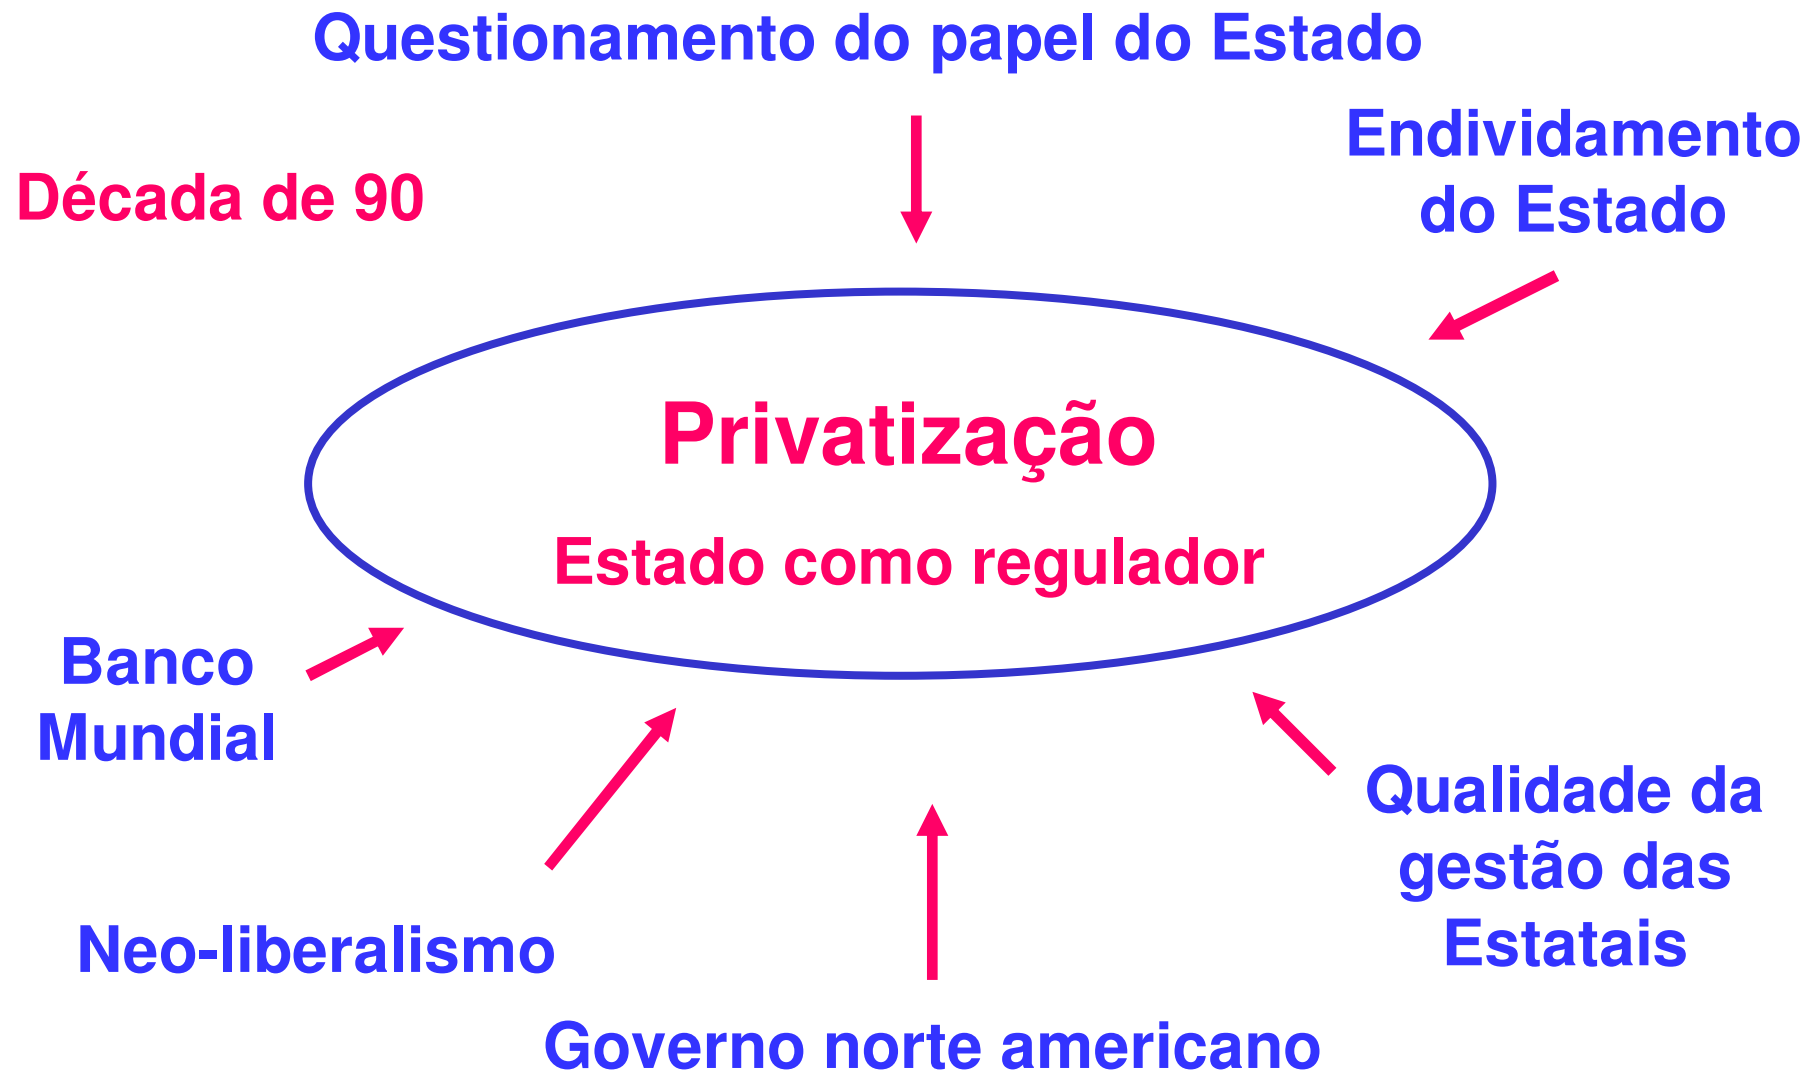 Questionamento do papel do Estado
Endividamento
do Estado
Década de 90
Privatização
Estado como regulador
Banco
Mundial
Qualidade da
gestão das
Estatais
Neo-liberalismo
Governo norte americano